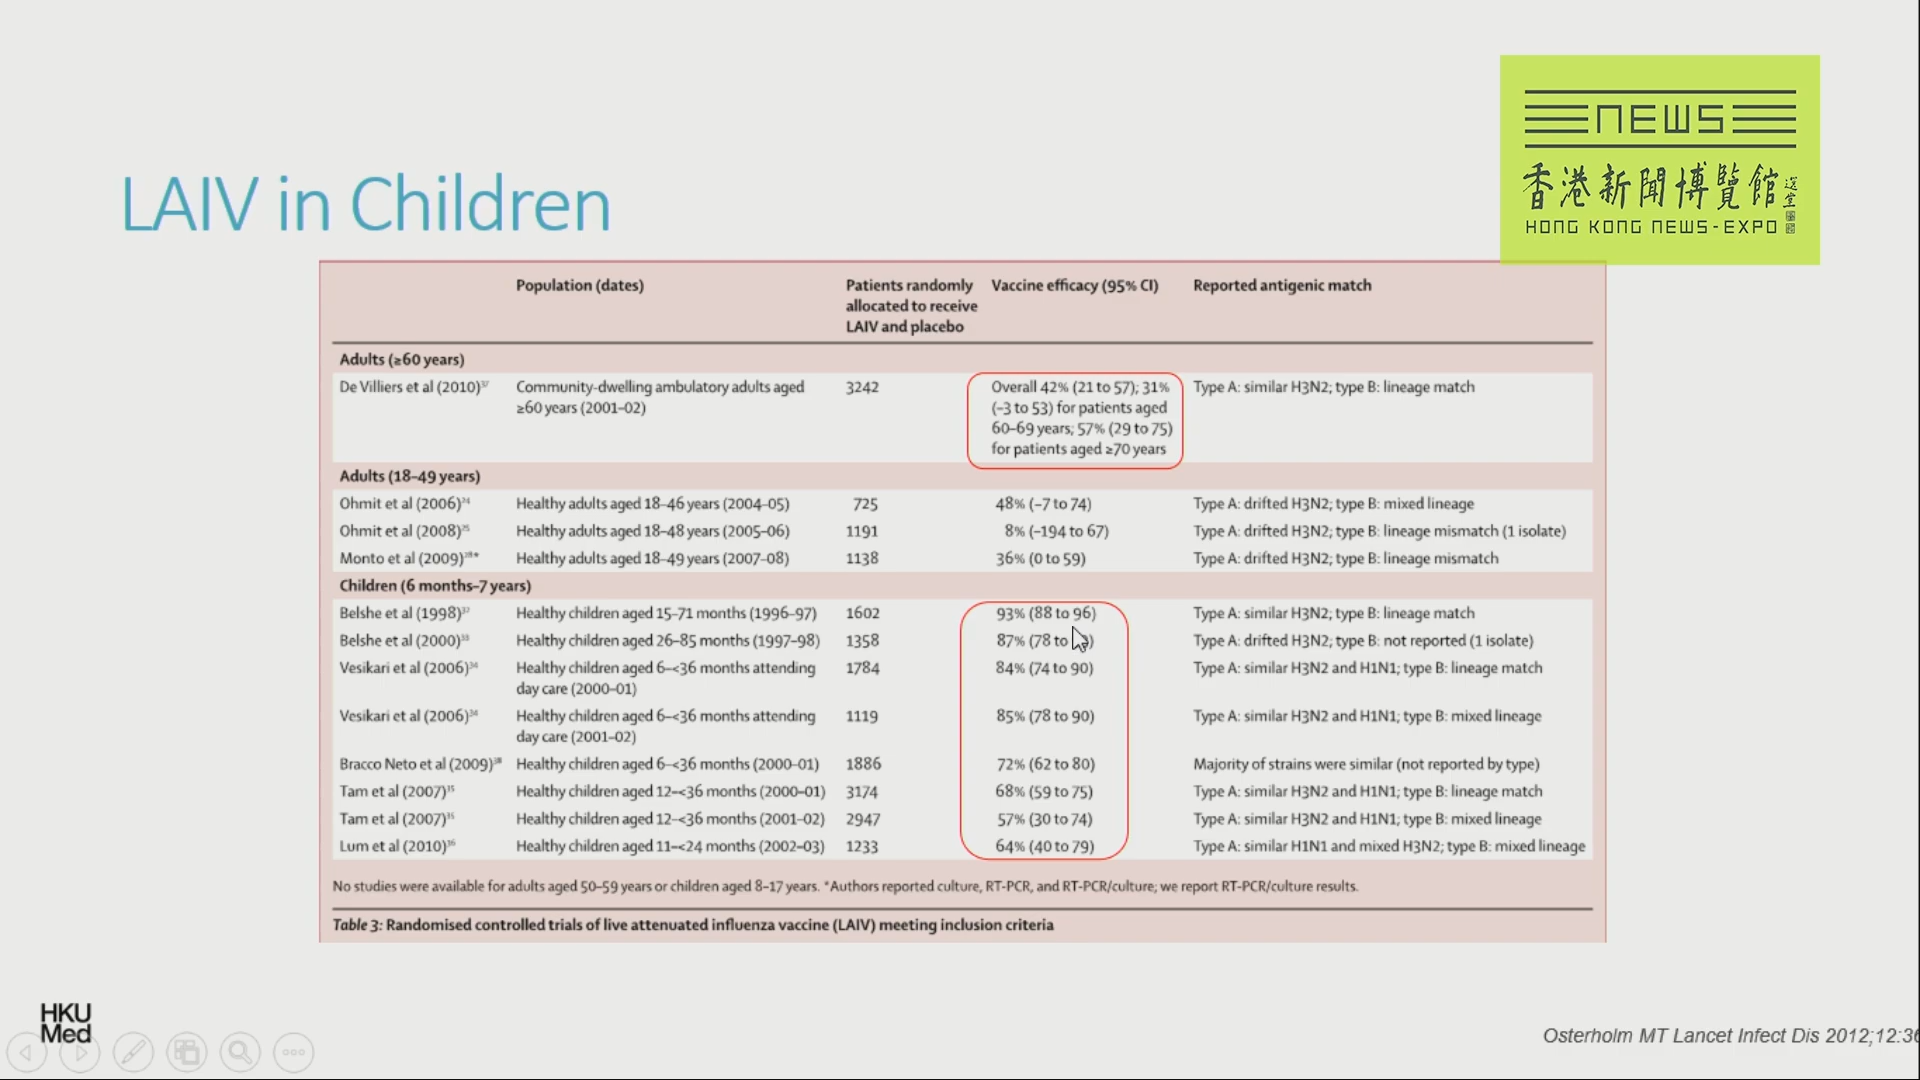 NEWS
香港新聞博覽館
HONG KONG NEWS-EXPO
LAIV in Children
Population (dates) Patients randomly allocated to receive LAIV and placebo Vaccine efficacy (95% CI) Reported antigenic match
Adults (≥60 years)
De Villiers et al (2010)³⁷ Community-dwelling ambulatory adults aged ≥60 years (2001–02) 3242 Overall 42% (21 to 57); 31% (–3 to 53) for patients aged 60–69 years; 57% (29 to 75) for patients aged ≥70 years Type A: similar H3N2; type B: lineage match
Adults (18–49 years)
Ohmit et al (2006)²⁴ Healthy adults aged 18–46 years (2004–05) 725 48% (–7 to 74) Type A: drifted H3N2; type B: mixed lineage
Ohmit et al (2008)²⁵ Healthy adults aged 18–48 years (2005–06) 1191 8% (–194 to 67) Type A: drifted H3N2; type B: lineage mismatch (1 isolate)
Monto et al (2009)²⁸* Healthy adults aged 18–49 years (2007–08) 1138 36% (0 to 59) Type A: drifted H3N2; type B: lineage mismatch
Children (6 months–7 years)
Belshe et al (1998)³² Healthy children aged 15–71 months (1996–97) 1602 93% (88 to 96) Type A: similar H3N2; type B: lineage match
Belshe et al (2000)³³ Healthy children aged 26–85 months (1997–98) 1358 87% (78 to Type A: drifted H3N2; type B: not reported (1 isolate)
Vesikari et al (2006)³⁴ Healthy children aged 6–<36 months attending day care (2000–01) 1784 84% (74 to 90) Type A: similar H3N2 and H1N1; type B: lineage match
Vesikari et al (2006)³⁴ Healthy children aged 6–<36 months attending day care (2001–02) 1119 85% (78 to 90) Type A: similar H3N2 and H1N1; type B: mixed lineage
Bracco Neto et al (2009)³⁸ Healthy children aged 6–<36 months (2000–01) 1886 72% (62 to 80) Majority of strains were similar (not reported by type)
Tam et al (2007)³⁵ Healthy children aged 12–<36 months (2000–01) 3174 68% (59 to 75) Type A: similar H3N2 and H1N1; type B: lineage match
Tam et al (2007)³⁵ Healthy children aged 12–<36 months (2001–02) 2947 57% (30 to 74) Type A: similar H3N2 and H1N1; type B: mixed lineage
Lum et al (2010)³⁶ Healthy children aged 11–<24 months (2002–03) 1233 64% (40 to 79) Type A: similar H1N1 and mixed H3N2; type B: mixed lineage
No studies were available for adults aged 50–59 years or children aged 8–17 years. *Authors reported culture, RT-PCR, and RT-PCR/culture; we report RT-PCR/culture results.
Table 3: Randomised controlled trials of live attenuated influenza vaccine (LAIV) meeting inclusion criteria
HKU
Med
Osterholm MT Lancet Infect Dis 2012;12:36